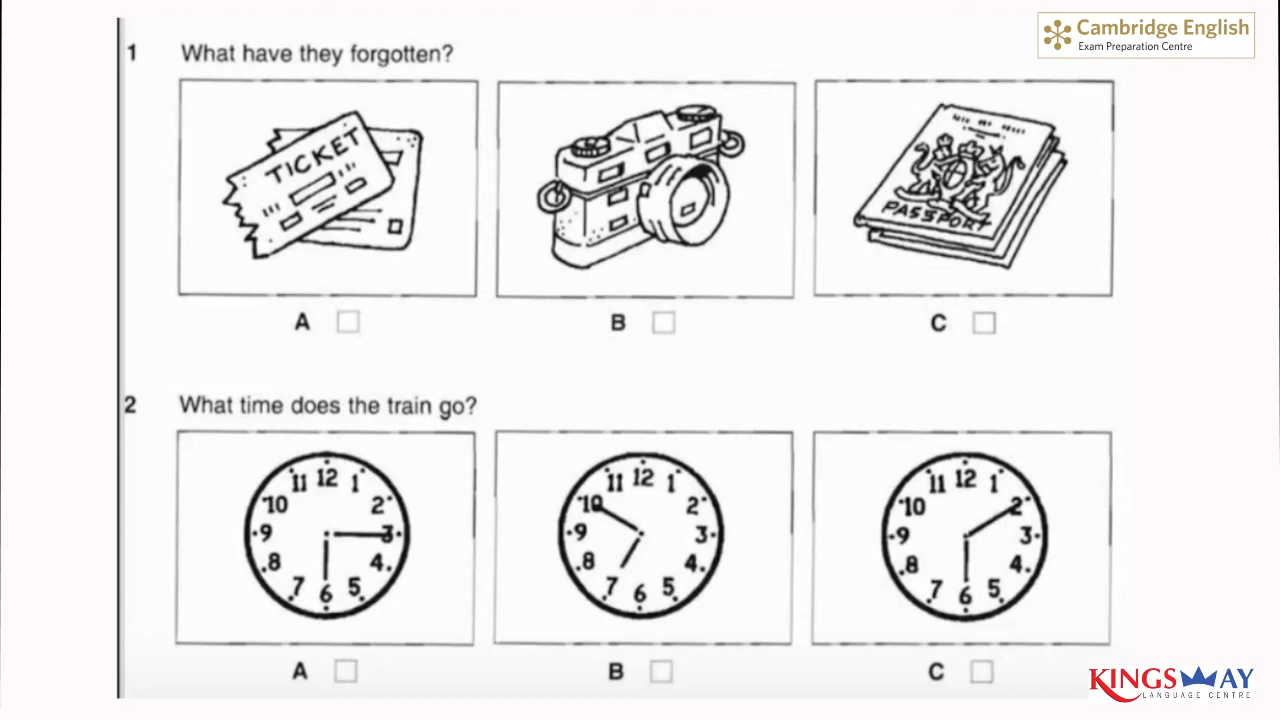 Cambridge English
Exam Preparation Centre
1 What have they forgotten?
TICKET
PASSPORT
A B C
2 What time does the train go?
11 12 1
10 2
9 3
8 4
7 6 5
11 12 1
10 2
9 3
8 4
7 6 5
11 12 1
10 2
9 3
8 4
7 6 5
A B C
KINGSWAY
LANGUAGE CENTRE